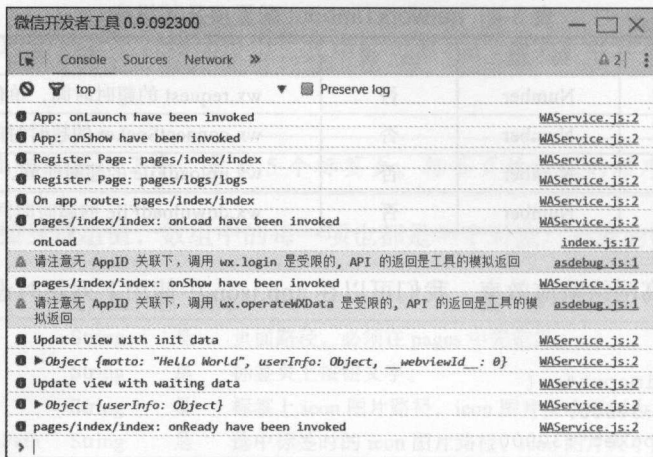 微信开发者工具 0.9.092300
Console Sources Network »
2
top ▼ Preserve log
App: onLaunch have been invoked WAService.js:2
App: onShow have been invoked WAService.js:2
Register Page: pages/index/index WAService.js:2
Register Page: pages/logs/logs WAService.js:2
On app route: pages/index/index WAService.js:2
pages/index/index: onLoad have been invoked WAService.js:2
onLoad index.js:17
请注意无 AppID 关联下，调用 wx.login 是受限的, API 的返回是工具的模拟返回 asdebug.js:1
pages/index/index: onShow have been invoked WAService.js:2
请注意无 AppID 关联下，调用 wx.operateWXData 是受限的, API 的返回是工具的模 asdebug.js:1
拟返回
Update view with init data WAService.js:2
▶Object {motto: "Hello World", userInfo: Object, __webviewId__: 0} WAService.js:2
Update view with waiting data WAService.js:2
▶Object {userInfo: Object} WAService.js:2
pages/index/index: onReady have been invoked WAService.js:2
>